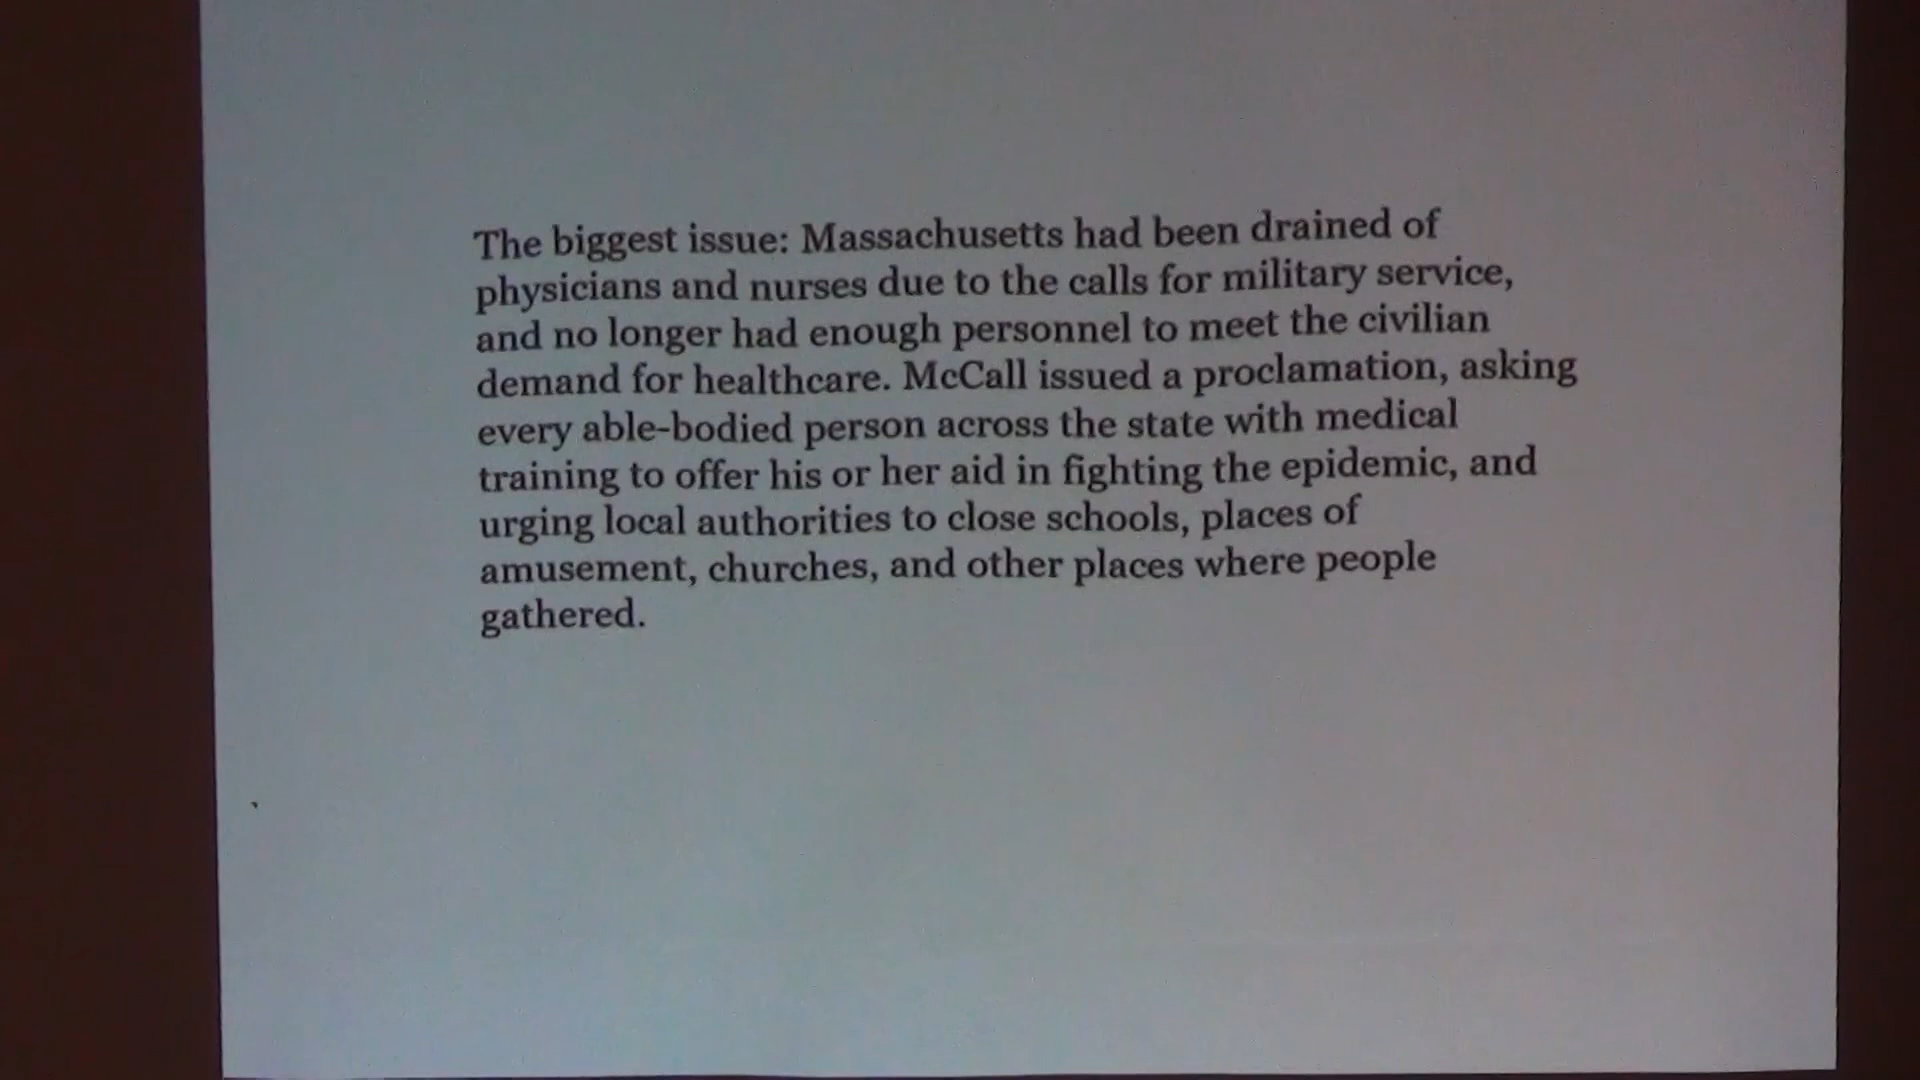 The biggest issue: Massachusetts had been drained of
physicians and nurses due to the calls for military service,
and no longer had enough personnel to meet the civilian
demand for healthcare. McCall issued a proclamation, asking
every able-bodied person across the state with medical
training to offer his or her aid in fighting the epidemic, and
urging local authorities to close schools, places of
amusement, churches, and other places where people
gathered.